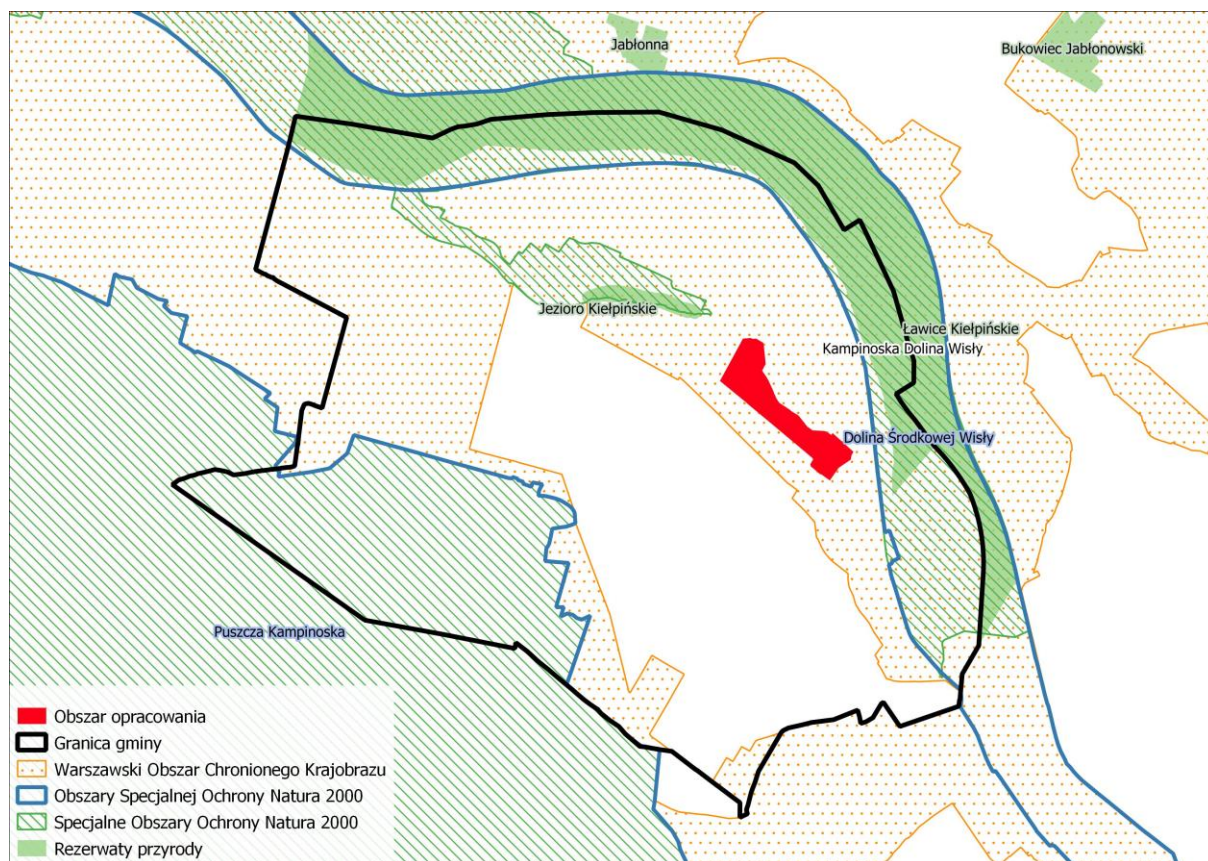 Jabłonna
Bukowiec Jabłonowski
Jezioro Kiełpińskie
Ławice Kiełpińskie
Kampinoska Dolina Wisły
Dolina Środkowej Wisły
Puszcza Kampinoska
Obszar opracowania
Granica gminy
Warszawski Obszar Chronionego Krajobrazu
Obszary Specjalnej Ochrony Natura 2000
Specjalne Obszary Ochrony Natura 2000
Rezerwaty przyrody